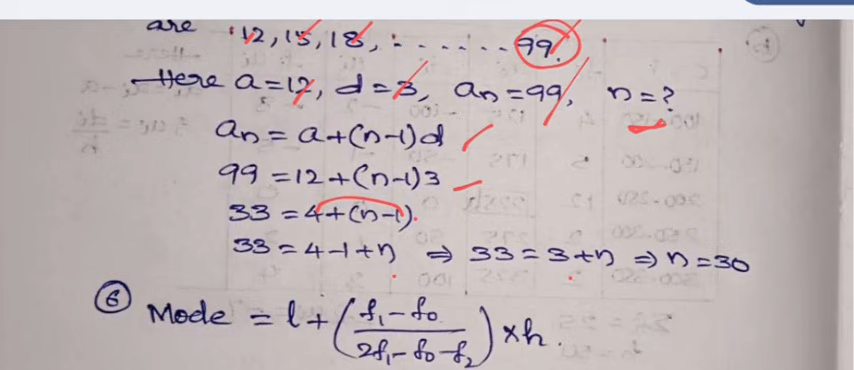 are 12, 15, 18, . . . . . . . 99.
Here a=12, d=3, an=99, n=?
an = a+(n-1)d
99 = 12+(n-1)3
33 = 4+(n-1).
33 = 4-1+n ⇒ 33 = 3+n ⇒ n=30
⑥ Mode = l + ( f₁-f₀ / 2f₁-f₀-f₂ ) × h.